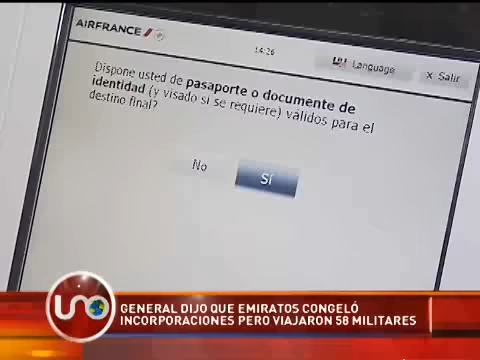 AIRFRANCE
14:26
Language
× Salir
Dispone usted de pasaporte o documento de
identidad (y visado si se requiere) válidos para el
destino final?
No
Sí
UNO
GENERAL DIJO QUE EMIRATOS CONGELÓ
INCORPORACIONES PERO VIAJARON 58 MILITARES